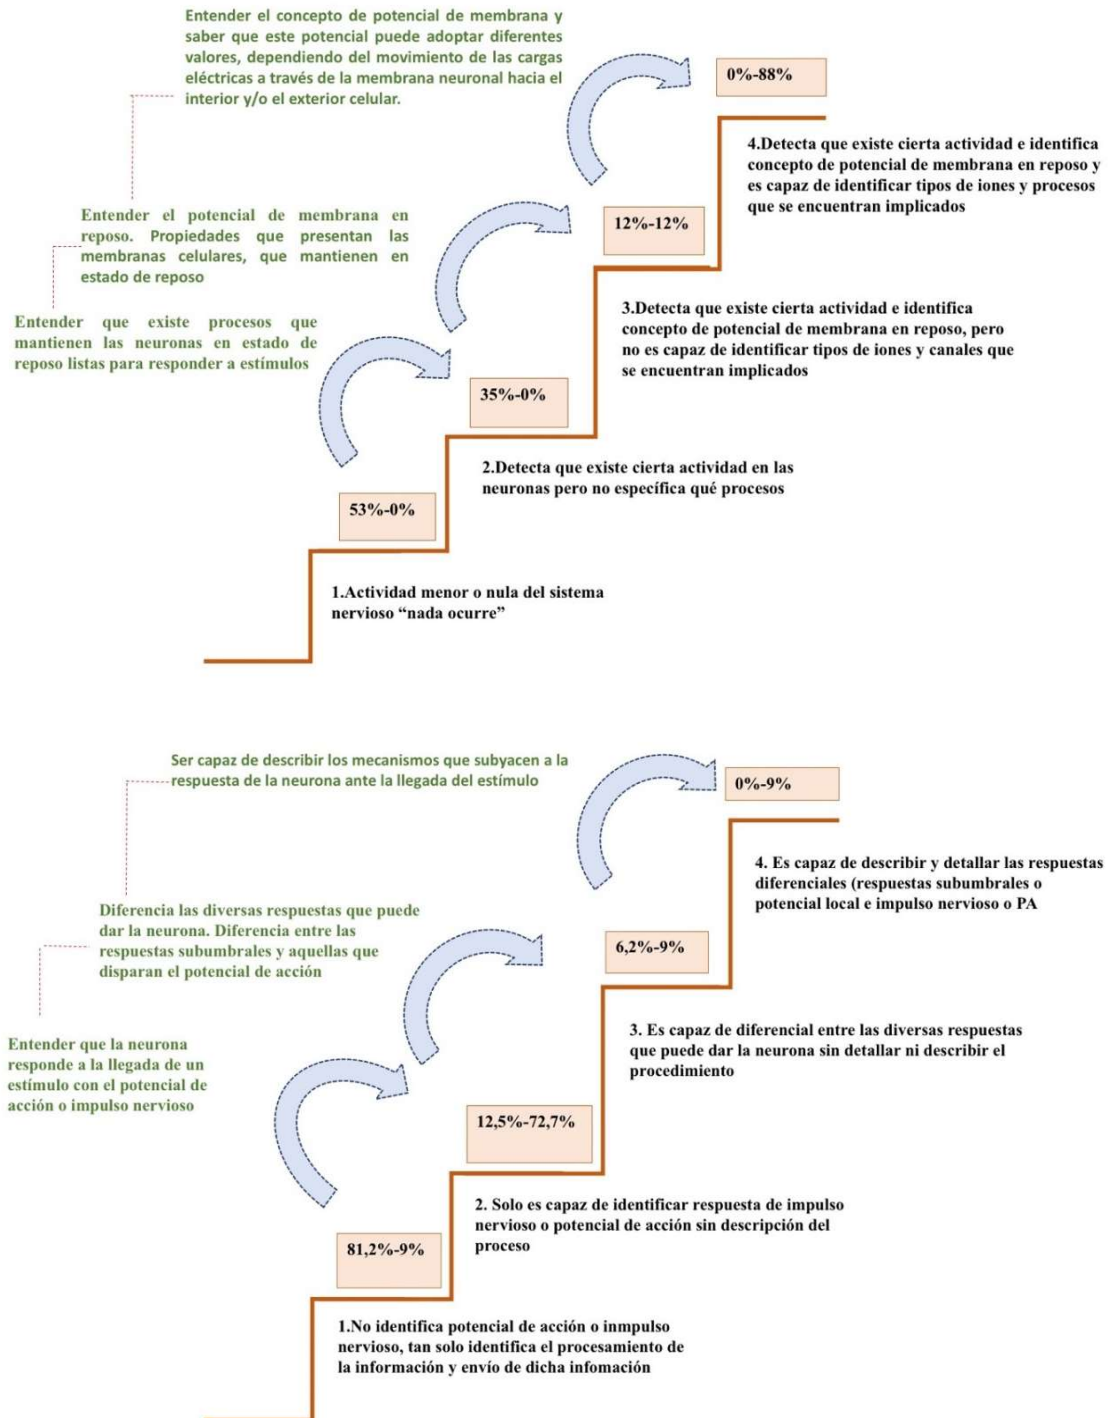 Entender el concepto de potencial de membrana y
saber que este potencial puede adoptar diferentes
valores, dependiendo del movimiento de las cargas
eléctricas a través de la membrana neuronal hacia el
interior y/o el exterior celular.
0%-88%
4.Detecta que existe cierta actividad e identifica
concepto de potencial de membrana en reposo y
es capaz de identificar tipos de iones y procesos
que se encuentran implicados
Entender el potencial de membrana en
reposo. Propiedades que presentan las
membranas celulares, que mantienen en
estado de reposo
12%-12%
3.Detecta que existe cierta actividad e identifica
concepto de potencial de membrana en reposo, pero
no es capaz de identificar tipos de iones y canales que
se encuentran implicados
Entender que existe procesos que
mantienen las neuronas en estado de
reposo listas para responder a estímulos
35%-0%
2.Detecta que existe cierta actividad en las
neuronas pero no específica qué procesos
53%-0%
1.Actividad menor o nula del sistema
nervioso “nada ocurre”
Ser capaz de describir los mecanismos que subyacen a la
respuesta de la neurona ante la llegada del estímulo
0%-9%
4. Es capaz de describir y detallar las respuestas
diferenciales (respuestas subumbrales o
potencial local e impulso nervioso o PA
Diferencia las diversas respuestas que puede
dar la neurona. Diferencia entre las
respuestas subumbrales y aquellas que
disparan el potencial de acción
6,2%-9%
3. Es capaz de diferencial entre las diversas respuestas
que puede dar la neurona sin detallar ni describir el
procedimiento
Entender que la neurona
responde a la llegada de un
estímulo con el potencial de
acción o impulso nervioso
12,5%-72,7%
2. Solo es capaz de identificar respuesta de impulso
nervioso o potencial de acción sin descripción del
proceso
81,2%-9%
1.No identifica potencial de acción o inmpulso
nervioso, tan solo identifica el procesamiento de
la información y envío de dicha infomación